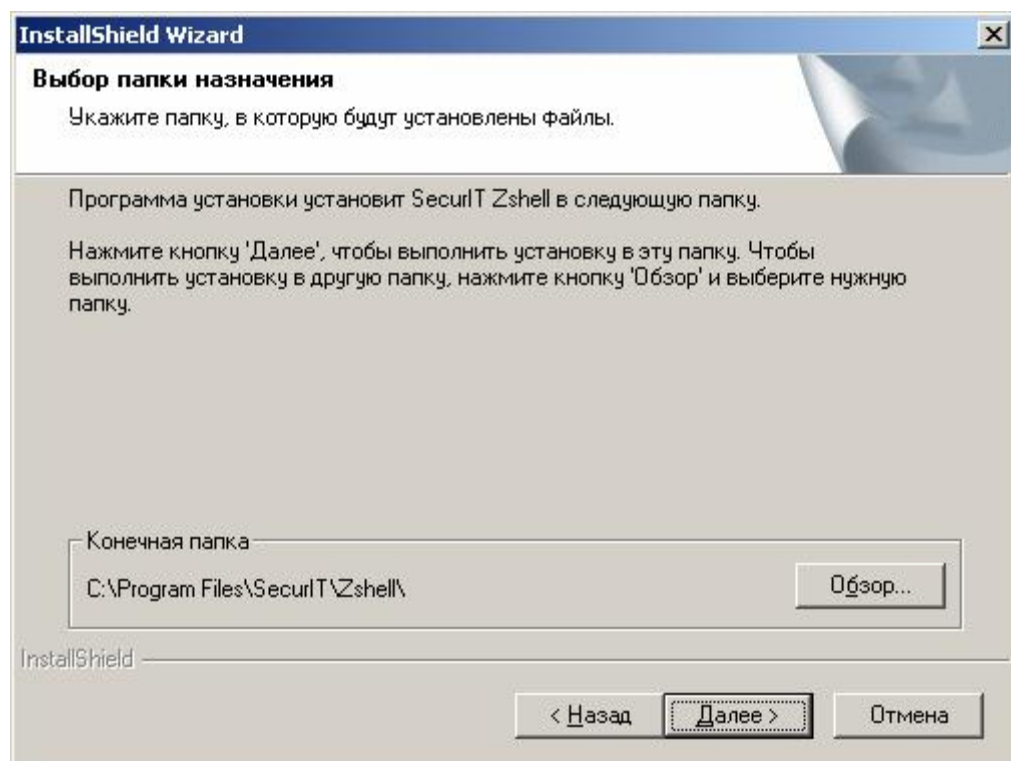 InstallShield Wizard
Выбор папки назначения
Укажите папку, в которую будут установлены файлы.
Программа установки установит SecurIT Zshell в следующую папку.
Нажмите кнопку 'Далее', чтобы выполнить установку в эту папку. Чтобы
выполнить установку в другую папку, нажмите кнопку 'Обзор' и выберите нужную
папку.
Конечная папка
C:\Program Files\SecurIT\Zshell\
Обзор...
InstallShield
< Назад
Далее >
Отмена